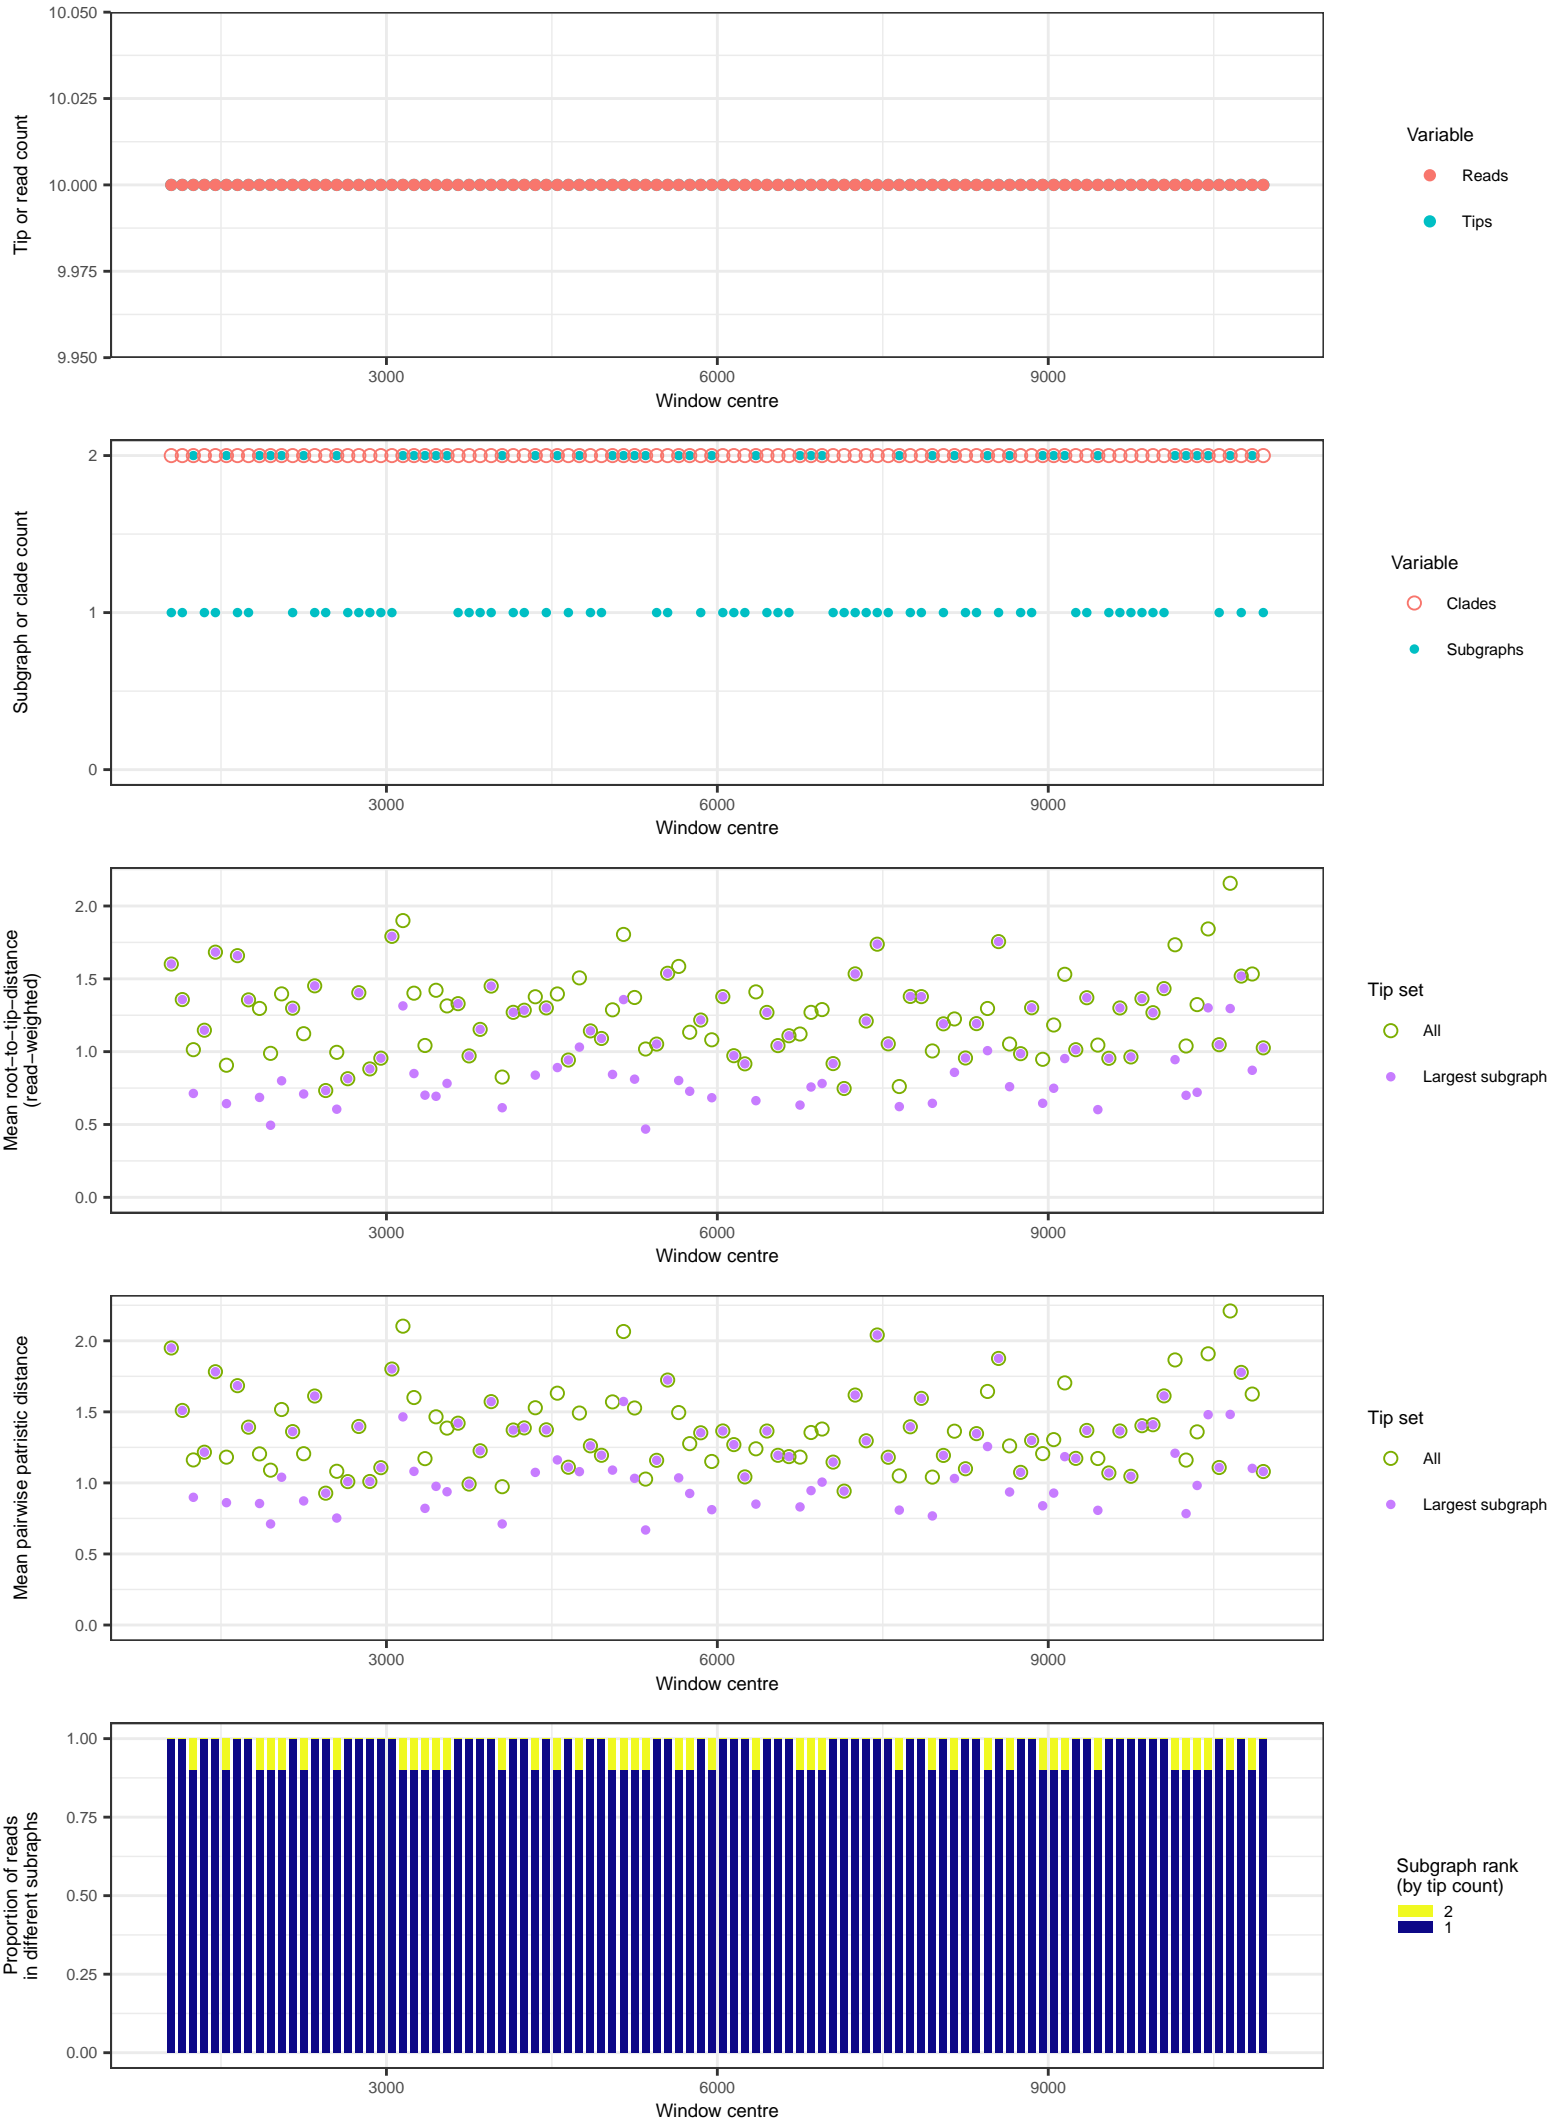 10.050
10.025
10.000
9.975
9.950
Tip or read count
3000
6000
9000
Window centre
Variable
Reads
Tips
2
1
0
Subgraph or clade count
3000
6000
9000
Window centre
Variable
Clades
Subgraphs
2.0
1.5
1.0
0.5
0.0
Mean root−to−tip−distance
(read−weighted)
3000
6000
9000
Window centre
Tip set
All
Largest subgraph
2.0
1.5
1.0
0.5
0.0
Mean pairwise patristic distance
3000
6000
9000
Window centre
Tip set
All
Largest subgraph
1.00
0.75
0.50
0.25
0.00
Proportion of reads
in different subraphs
3000
6000
9000
Window centre
Subgraph rank
(by tip count)
2
1